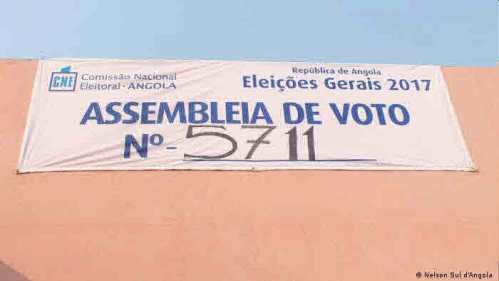 CNE
Comissão Nacional
Eleitoral - ANGOLA
República de Angola
Eleições Gerais 2017
ASSEMBLEIA DE VOTO
Nº - 5711
© Nelson Sul d'Angola